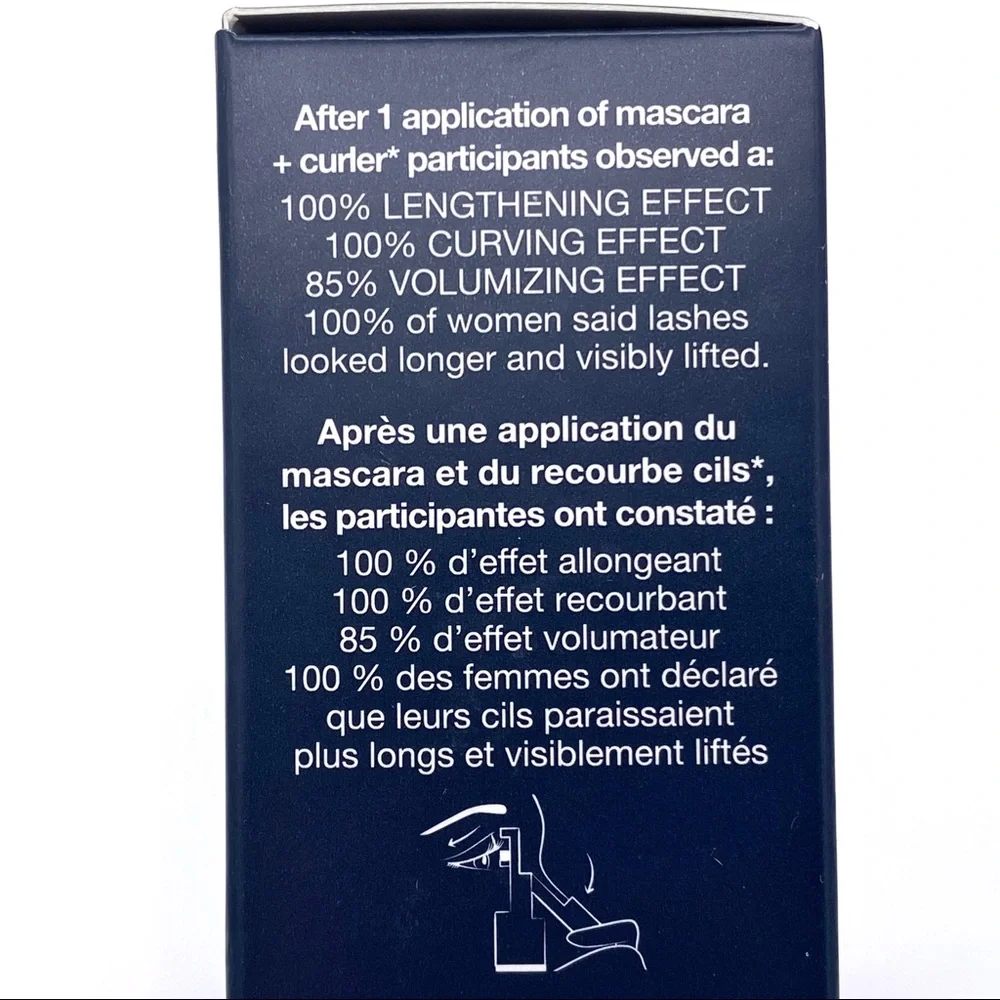 After 1 application of mascara
+ curler* participants observed a:
100% LENGTHENING EFFECT
100% CURVING EFFECT
85% VOLUMIZING EFFECT
100% of women said lashes
looked longer and visibly lifted.
Après une application du
mascara et du recourbe cils*,
les participantes ont constaté :
100 % d’effet allongeant
100 % d’effet recourbant
85 % d’effet volumateur
100 % des femmes ont déclaré
que leurs cils paraissaient
plus longs et visiblement liftés